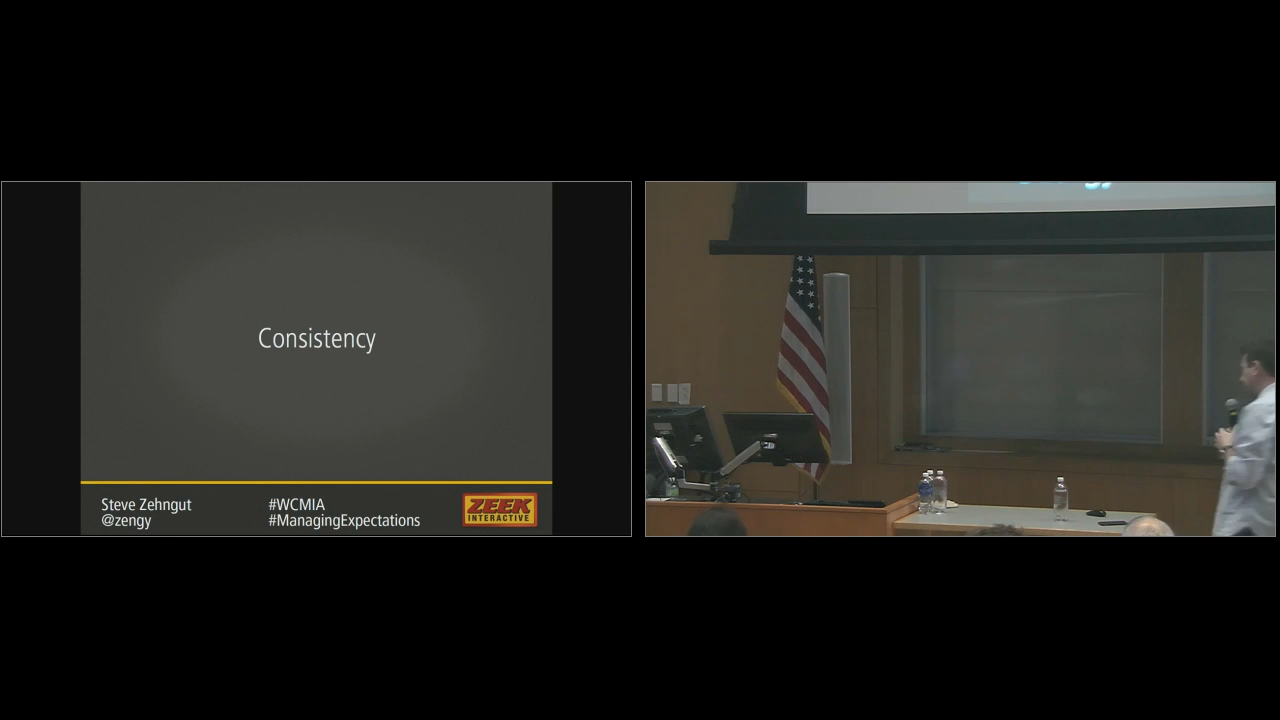 Consistency
Steve Zehngut
@zengy
#WCMIA
#ManagingExpectations
ZEEK
INTERACTIVE